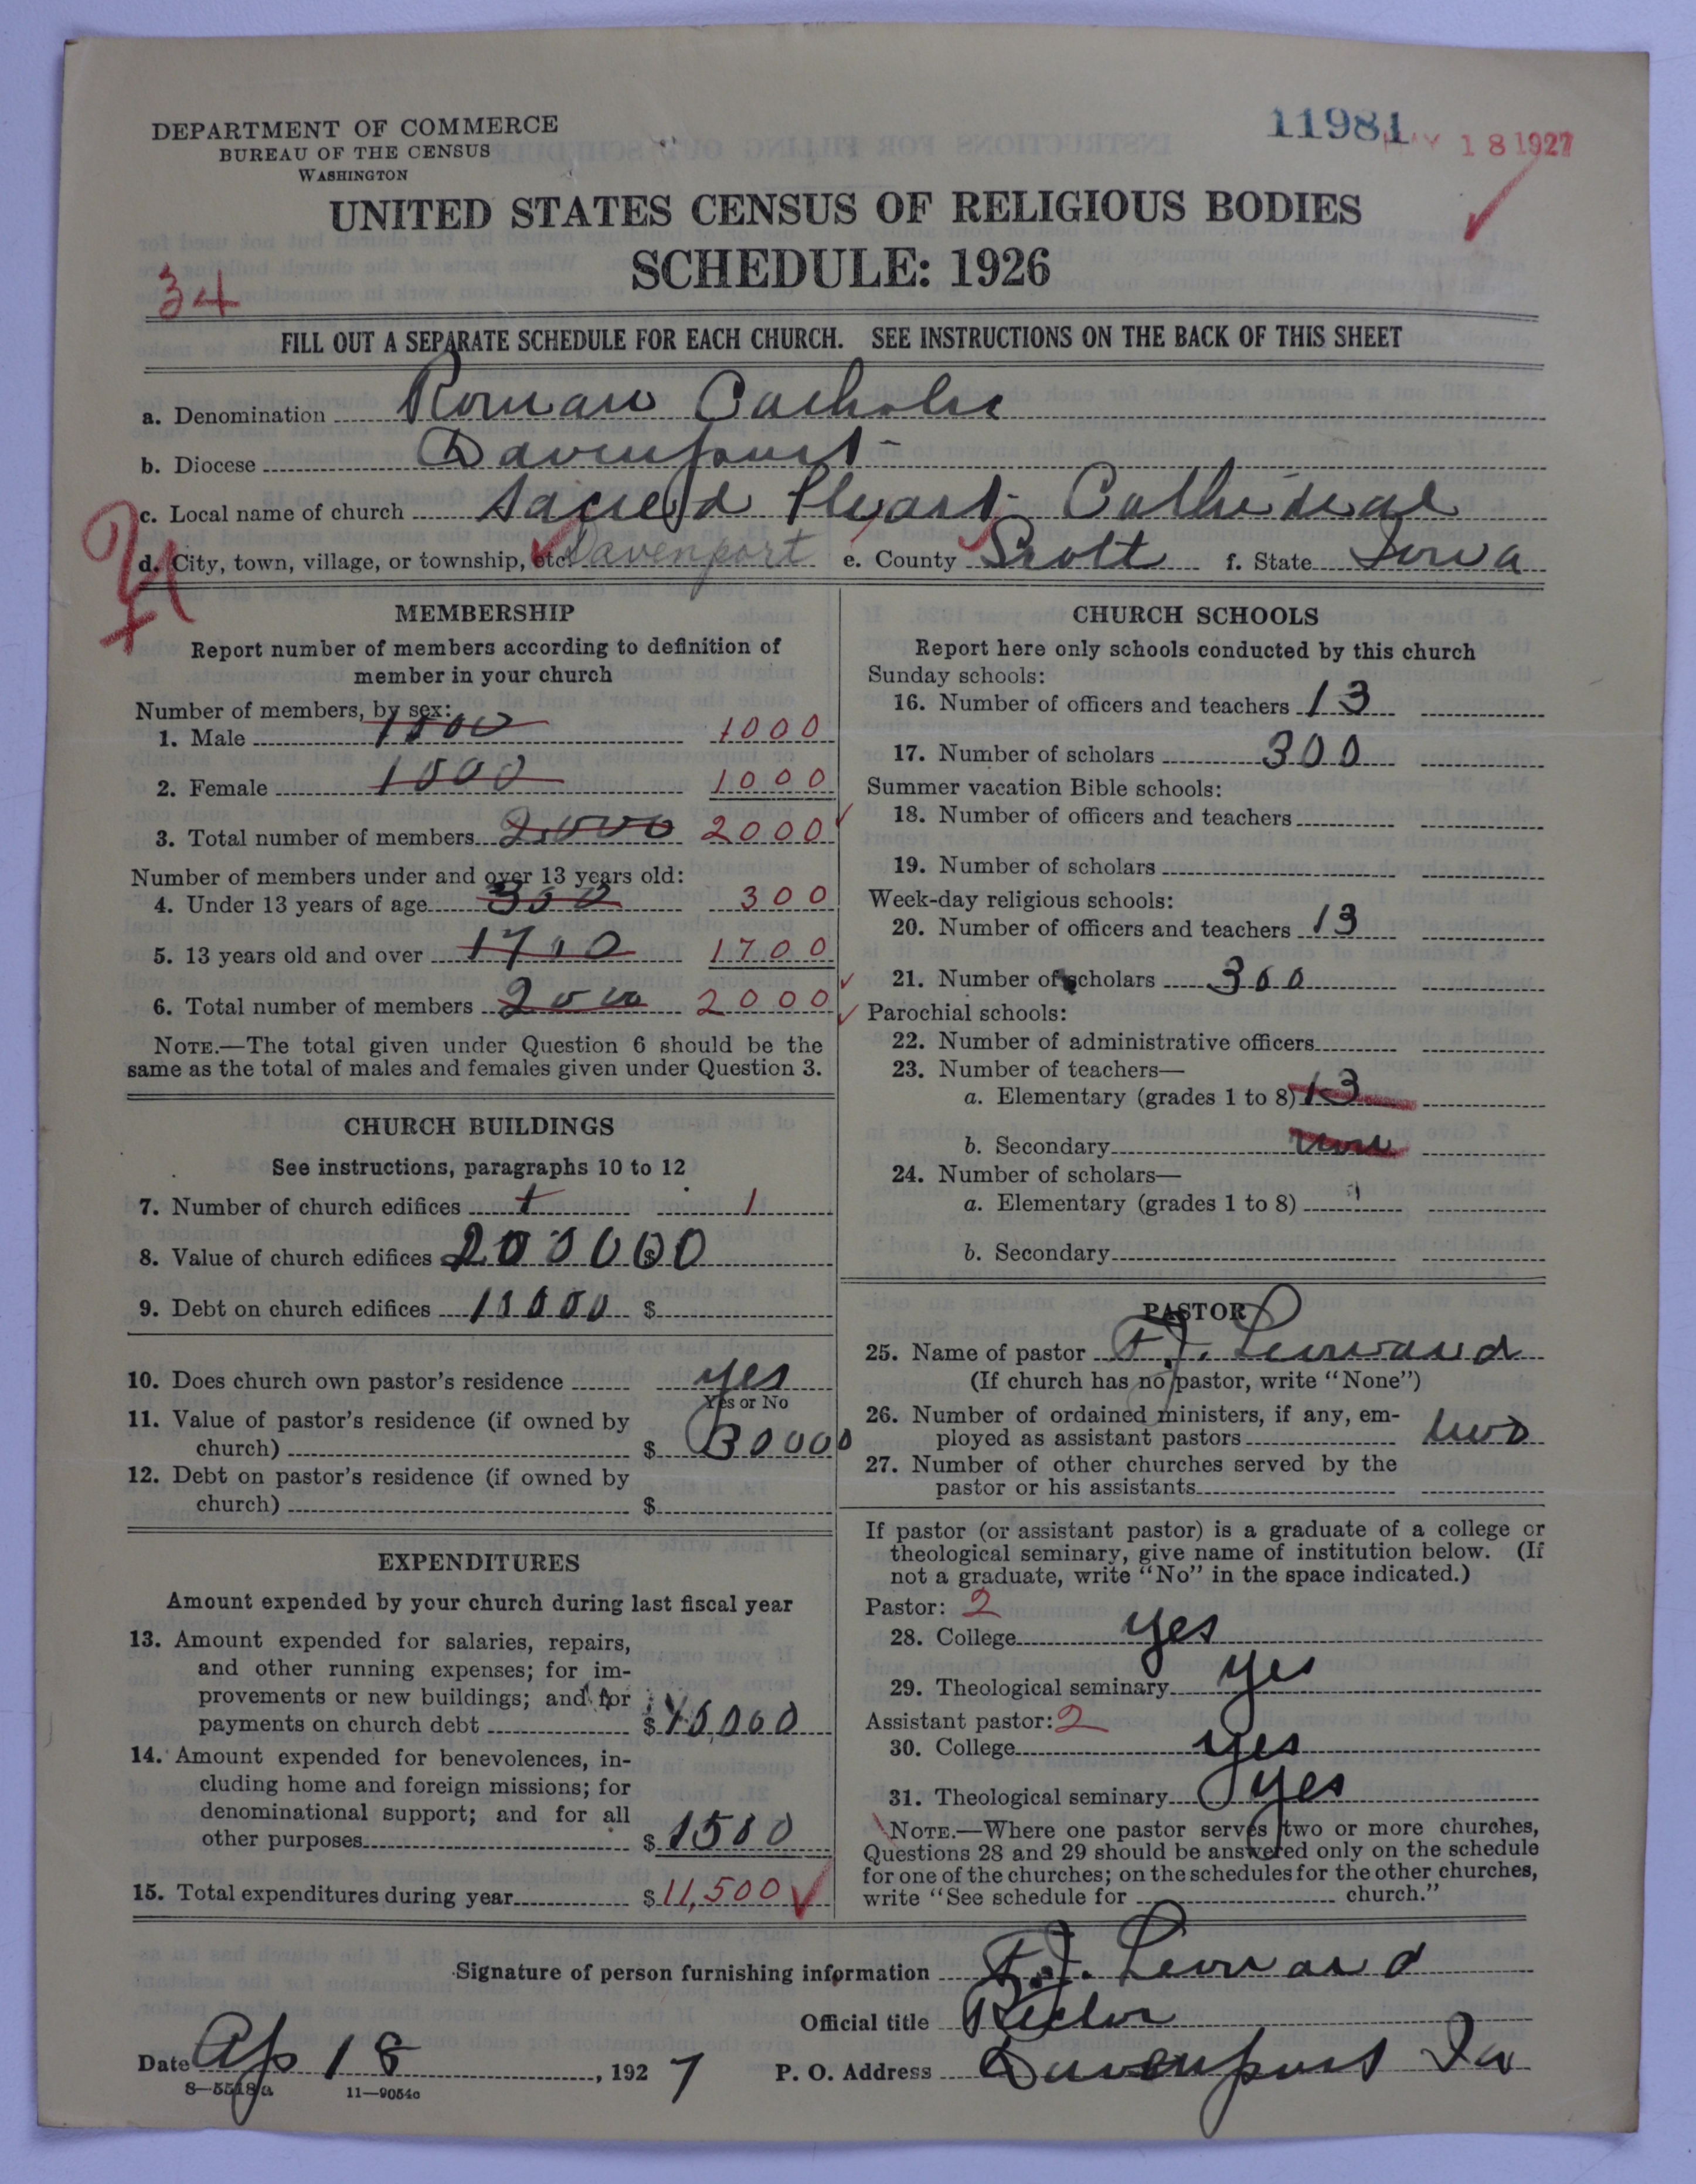 DEPARTMENT OF COMMERCE
BUREAU OF THE CENSUS
WASHINGTON
11981
MAY 18 1927
UNITED STATES CENSUS OF RELIGIOUS BODIES
SCHEDULE: 1926
34
FILL OUT A SEPARATE SCHEDULE FOR EACH CHURCH. SEE INSTRUCTIONS ON THE BACK OF THIS SHEET
a. Denomination Roman Catholic
b. Diocese Davenport
c. Local name of church Sacred Heart Cathedral
d. City, town, village, or township, etc. Davenport e. County Scott f. State Iowa
MEMBERSHIP
Report number of members according to definition of
member in your church
Number of members, by sex:
1. Male 1000 1000
2. Female 1000 1000
3. Total number of members 2000 2000
Number of members under and over 13 years old:
4. Under 13 years of age 300 300
5. 13 years old and over 1700 1700
6. Total number of members 2000 2000
NOTE.—The total given under Question 6 should be the
same as the total of males and females given under Question 3.
CHURCH BUILDINGS
See instructions, paragraphs 10 to 12
7. Number of church edifices 1 1
8. Value of church edifices 200000 $
9. Debt on church edifices $
10. Does church own pastor's residence yes
Yes or No
11. Value of pastor's residence (if owned by
church) $ 30000
12. Debt on pastor's residence (if owned by
church) $
EXPENDITURES
Amount expended by your church during last fiscal year
13. Amount expended for salaries, repairs,
and other running expenses; for im-
provements or new buildings; and for
payments on church debt $ 10,000
14. Amount expended for benevolences, in-
cluding home and foreign missions; for
denominational support; and for all
other purposes $ 1500
15. Total expenditures during year $ 11,500
CHURCH SCHOOLS
Report here only schools conducted by this church
Sunday schools:
16. Number of officers and teachers 13
17. Number of scholars 300
Summer vacation Bible schools:
18. Number of officers and teachers
19. Number of scholars
Week-day religious schools:
20. Number of officers and teachers 13
21. Number of scholars 300
Parochial schools:
22. Number of administrative officers
23. Number of teachers—
a. Elementary (grades 1 to 8) 13
b. Secondary
24. Number of scholars—
a. Elementary (grades 1 to 8)
b. Secondary
PASTOR
25. Name of pastor F.J. Leonard
(If church has no pastor, write "None")
26. Number of ordained ministers, if any, em-
ployed as assistant pastors two
27. Number of other churches served by the
pastor or his assistants
If pastor (or assistant pastor) is a graduate of a college or
theological seminary, give name of institution below. (If
not a graduate, write "No" in the space indicated.)
Pastor: 2
28. College yes
29. Theological seminary yes
Assistant pastor: 2
30. College yes
31. Theological seminary yes
NOTE.—Where one pastor serves two or more churches,
Questions 28 and 29 should be answered only on the schedule
for one of the churches; on the schedules for the other churches,
write "See schedule for church."
Signature of person furnishing information F.J. Leonard
Official title Rector
Date Ap 18, 1927 P. O. Address Davenport Ia
8—5518a 11—9054c